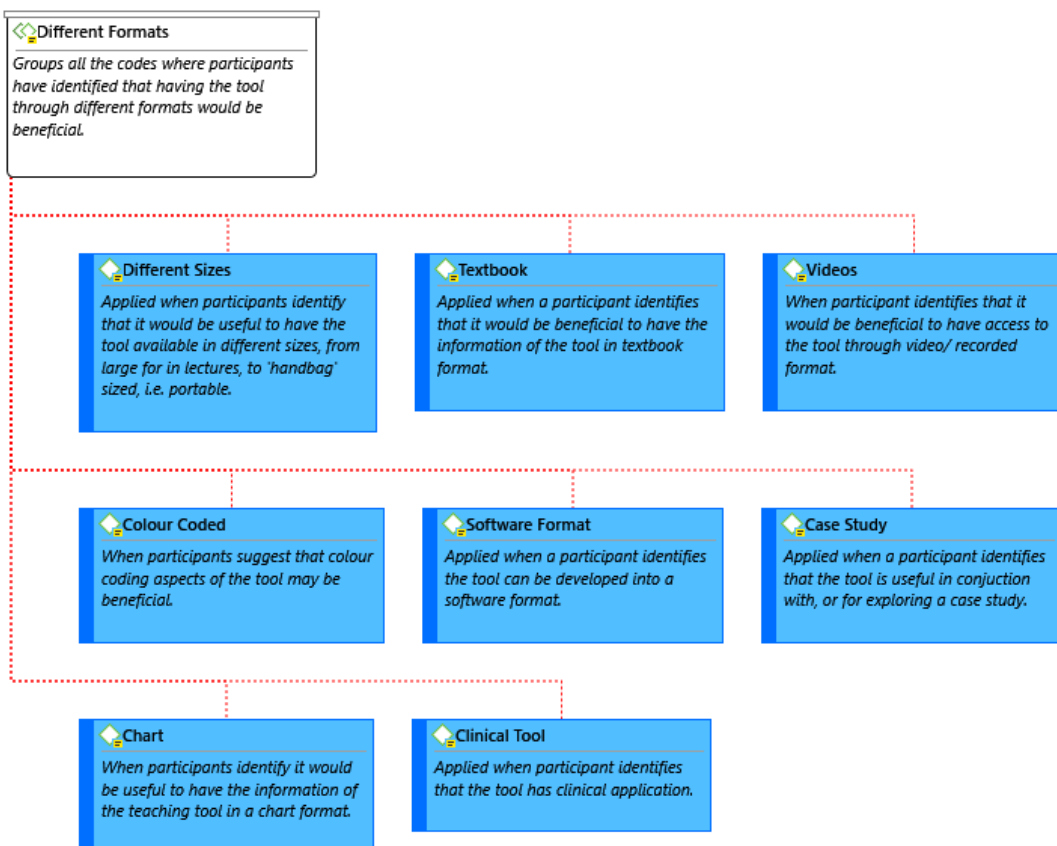 Different Formats
Groups all the codes where participants
have identified that having the tool
through different formats would be
beneficial.
Different Sizes
Applied when participants identify
that it would be useful to have the
tool available in different sizes, from
large for in lectures, to 'handbag'
sized, i.e. portable.
Textbook
Applied when a participant identifies
that it would be beneficial to have the
information of the tool in textbook
format.
Videos
When participant identifies that it
would be beneficial to have access to
the tool through video/ recorded
format.
Colour Coded
When participants suggest that colour
coding aspects of the tool may be
beneficial.
Software Format
Applied when a participant identifies
the tool can be developed into a
software format.
Case Study
Applied when a participant identifies
that the tool is useful in conjuction
with, or for exploring a case study.
Chart
When participants identify it would
be useful to have the information of
the teaching tool in a chart format.
Clinical Tool
Applied when participant identifies
that the tool has clinical application.